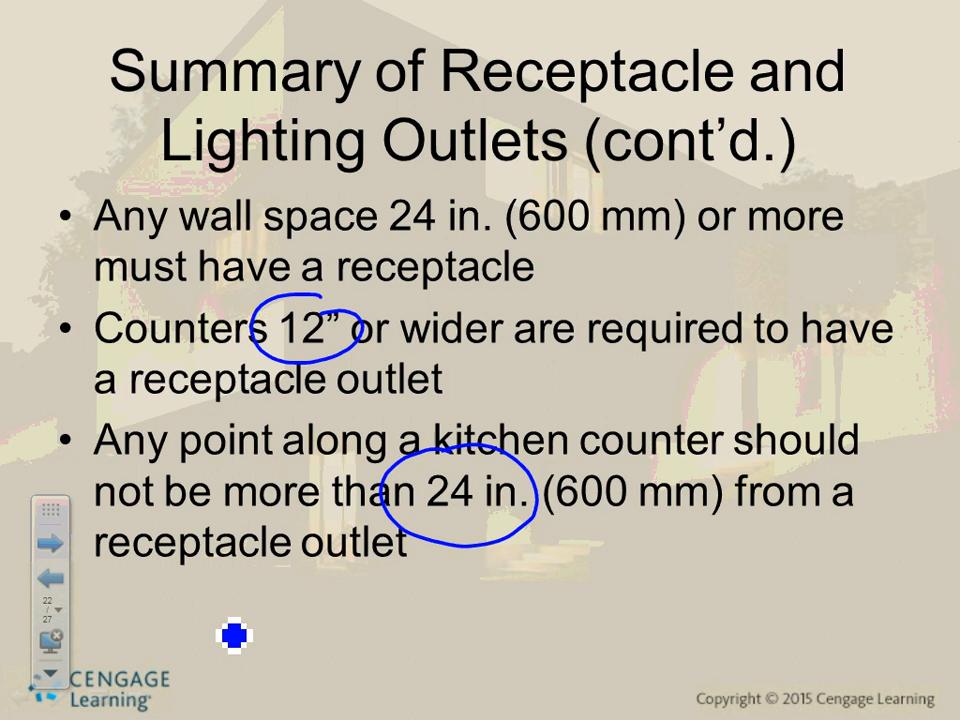 Summary of Receptacle and
Lighting Outlets (cont’d.)
• Any wall space 24 in. (600 mm) or more
must have a receptacle
• Counters 12” or wider are required to have
a receptacle outlet
• Any point along a kitchen counter should
not be more than 24 in. (600 mm) from a
receptacle outlet
22
/
27
CENGAGE
Learning™
Copyright © 2015 Cengage Learning